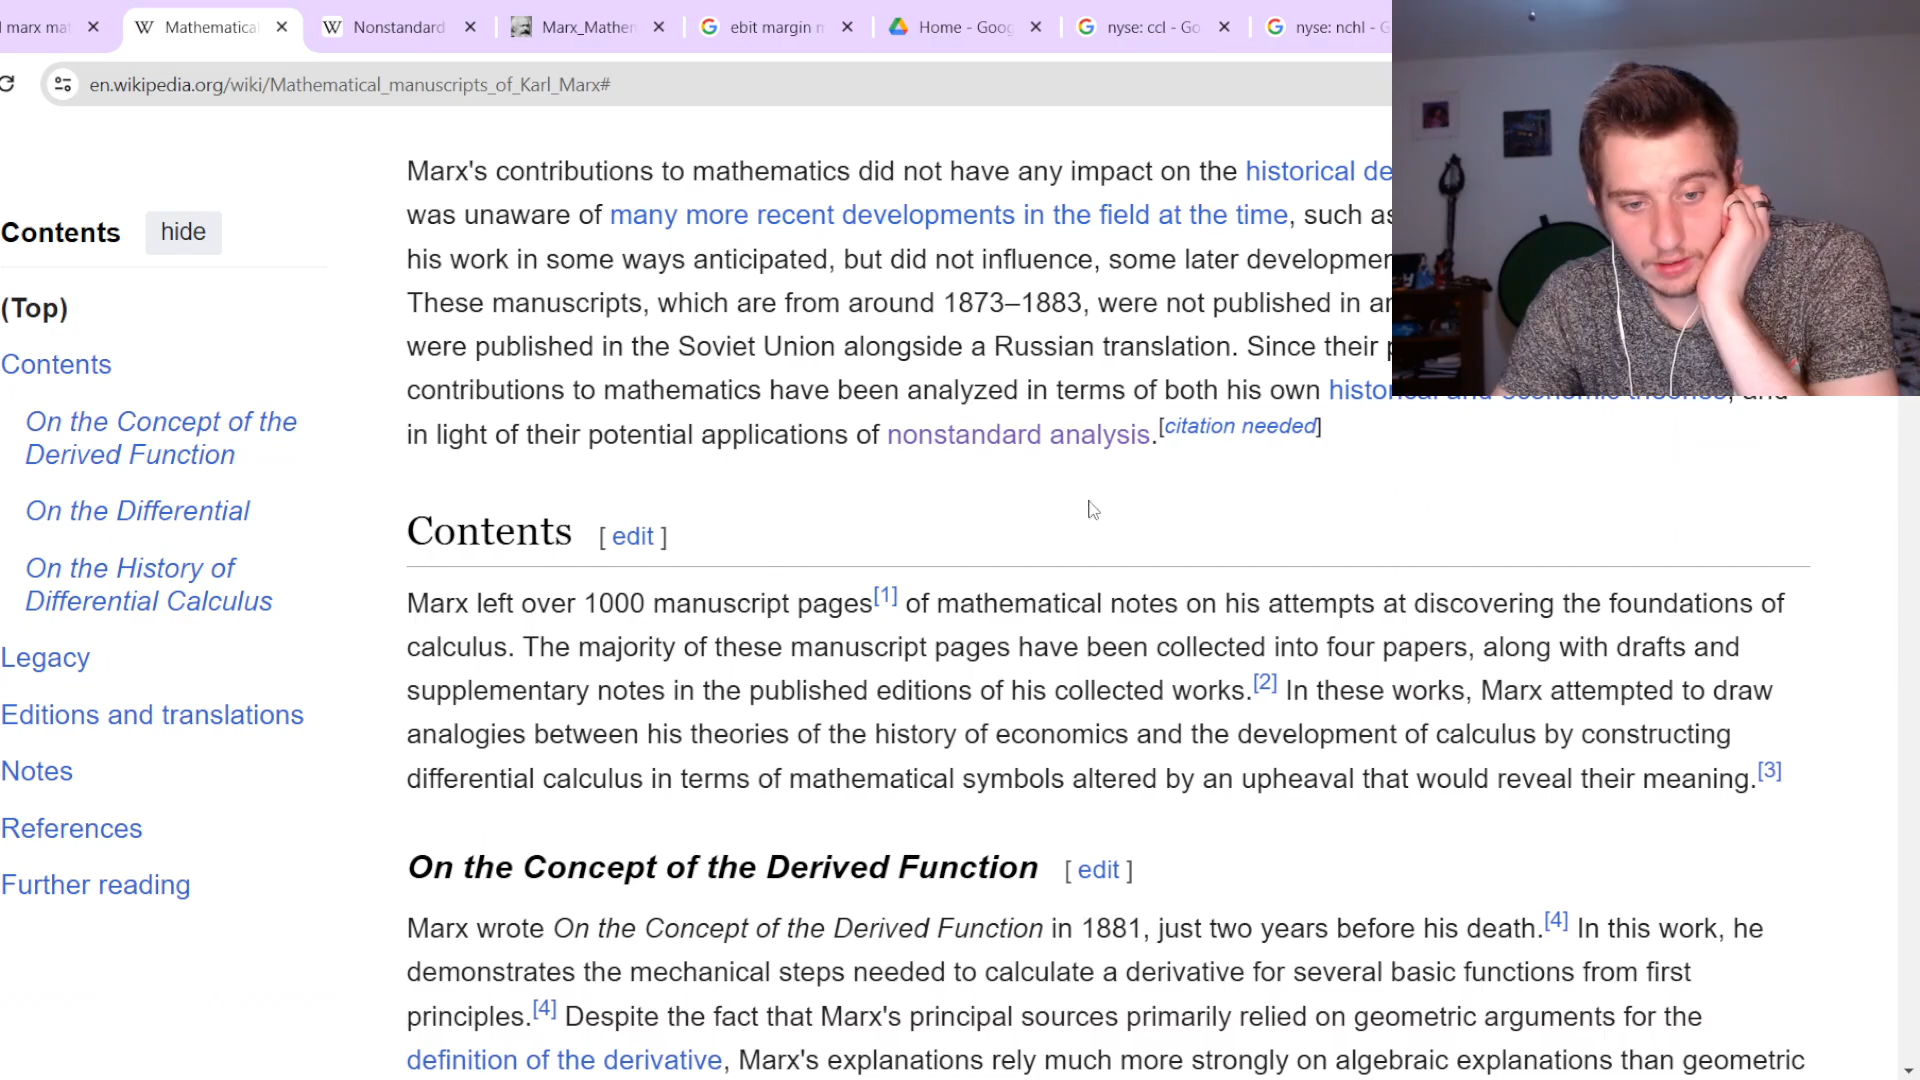 marx mat
Mathematical
Nonstandard
Marx_Mathem
ebit margin
Home - Goog
nyse: ccl - Go
nyse: nchl - G
en.wikipedia.org/wiki/Mathematical_manuscripts_of_Karl_Marx#
Contents hide
(Top)
Contents
On the Concept of the
Derived Function
On the Differential
On the History of
Differential Calculus
Legacy
Editions and translations
Notes
References
Further reading
Marx's contributions to mathematics did not have any impact on the historical de
was unaware of many more recent developments in the field at the time, such as
his work in some ways anticipated, but did not influence, some later developmen
These manuscripts, which are from around 1873–1883, were not published in an
were published in the Soviet Union alongside a Russian translation. Since their p
contributions to mathematics have been analyzed in terms of both his own historical and economic theories, and
in light of their potential applications of nonstandard analysis.[citation needed]
Contents [ edit ]
Marx left over 1000 manuscript pages[1] of mathematical notes on his attempts at discovering the foundations of
calculus. The majority of these manuscript pages have been collected into four papers, along with drafts and
supplementary notes in the published editions of his collected works.[2] In these works, Marx attempted to draw
analogies between his theories of the history of economics and the development of calculus by constructing
differential calculus in terms of mathematical symbols altered by an upheaval that would reveal their meaning.[3]
On the Concept of the Derived Function [ edit ]
Marx wrote On the Concept of the Derived Function in 1881, just two years before his death.[4] In this work, he
demonstrates the mechanical steps needed to calculate a derivative for several basic functions from first
principles.[4] Despite the fact that Marx's principal sources primarily relied on geometric arguments for the
definition of the derivative, Marx's explanations rely much more strongly on algebraic explanations than geometric